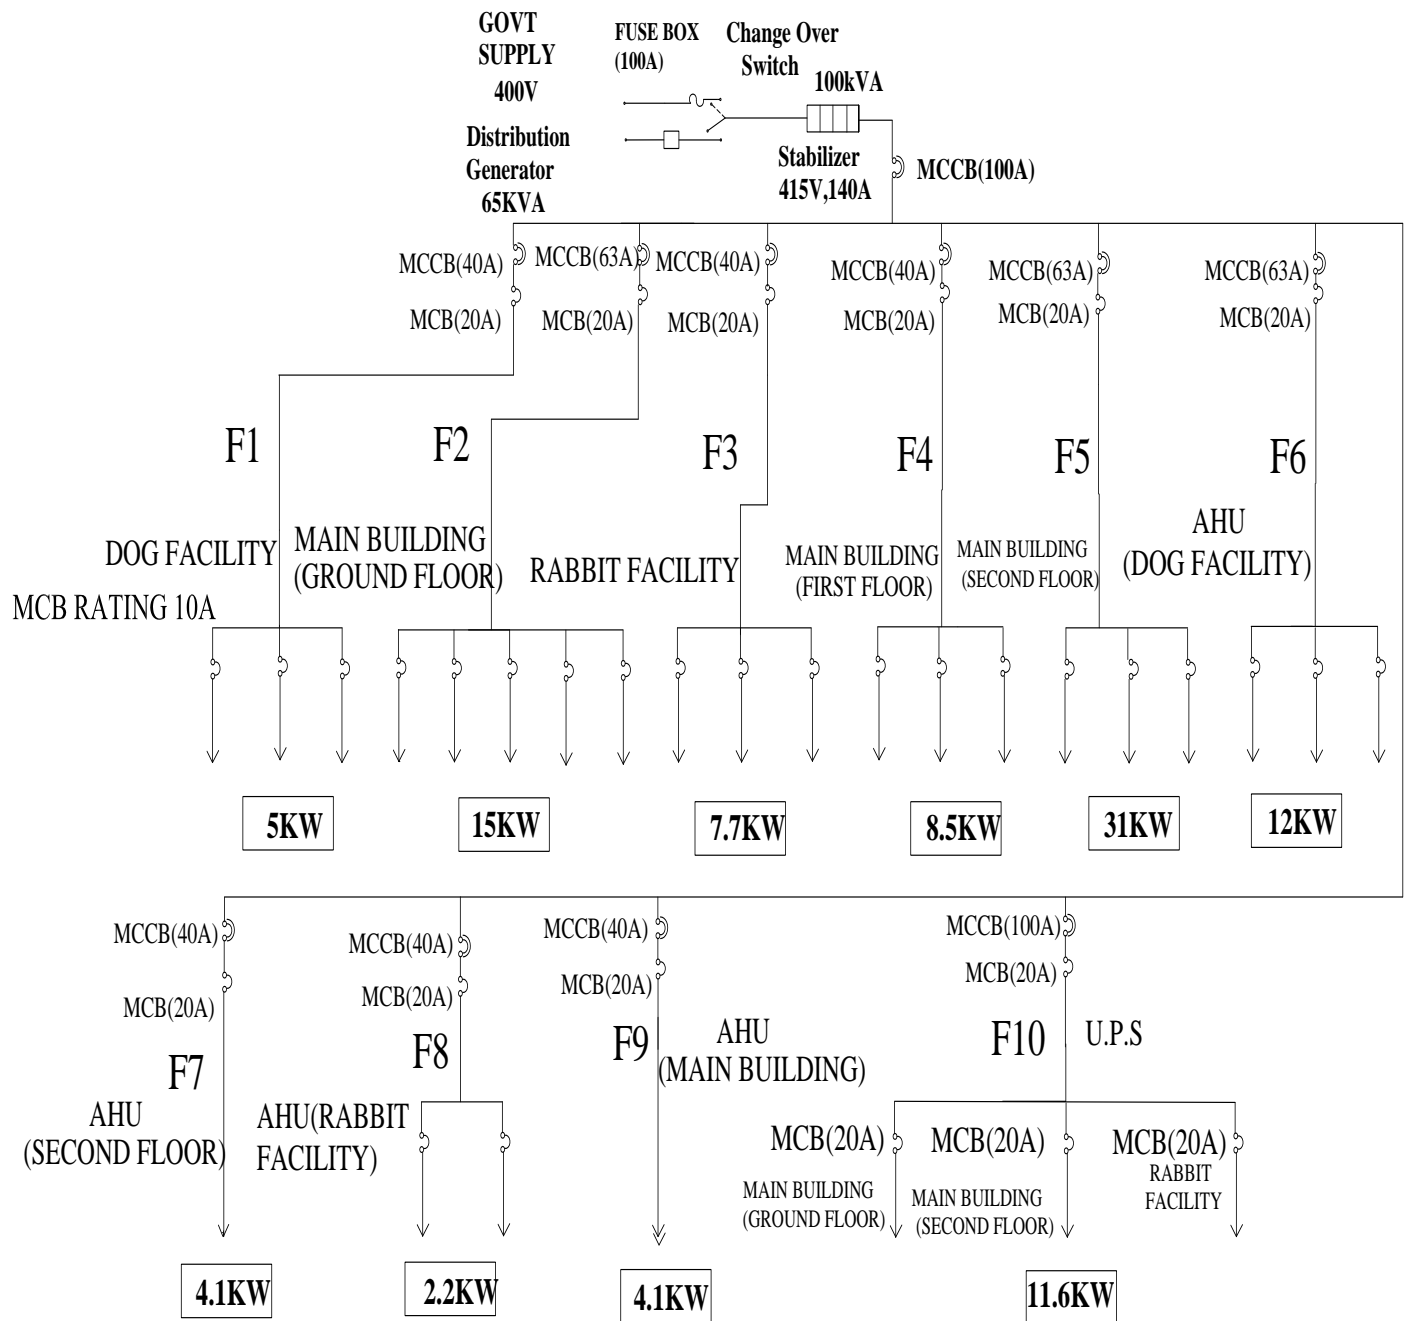 GOVT
SUPPLY
400V
FUSE BOX
(100A)
Change Over
Switch
100kVA
Distribution
Generator
65KVA
Stabilizer
415V,140A
MCCB(100A)
MCCB(40A)
MCCB(63A)
MCCB(40A)
MCCB(40A)
MCCB(63A)
MCCB(63A)
MCB(20A)
MCB(20A)
MCB(20A)
MCB(20A)
MCB(20A)
MCB(20A)
F1
F2
F3
F4
F5
F6
DOG FACILITY
MAIN BUILDING
(GROUND FLOOR)
RABBIT FACILITY
MAIN BUILDING
(FIRST FLOOR)
MAIN BUILDING
(SECOND FLOOR)
AHU
(DOG FACILITY)
MCB RATING 10A
5KW
15KW
7.7KW
8.5KW
31KW
12KW
MCCB(40A)
MCCB(40A)
MCCB(40A)
MCCB(100A)
MCB(20A)
MCB(20A)
MCB(20A)
MCB(20A)
F7
F8
F9
F10
U.P.S
AHU
(SECOND FLOOR)
AHU(RABBIT
FACILITY)
AHU
(MAIN BUILDING)
MCB(20A)
MCB(20A)
MCB(20A)
MAIN BUILDING
(GROUND FLOOR)
MAIN BUILDING
(SECOND FLOOR)
RABBIT
FACILITY
4.1KW
2.2KW
4.1KW
11.6KW